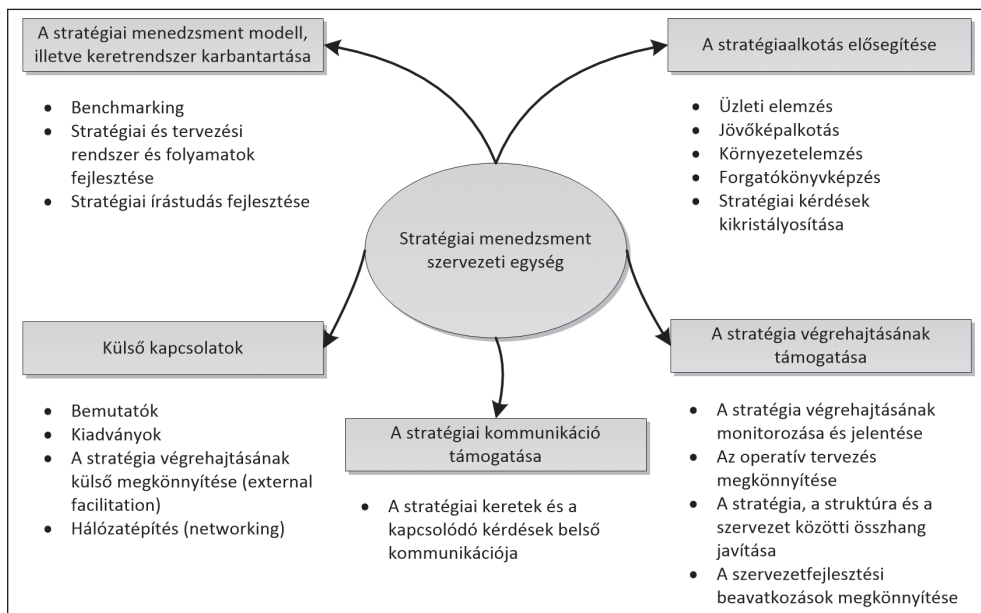 A stratégiai menedzsment modell,
illetve keretrendszer karbantartása
• Benchmarking
• Stratégiai és tervezési
rendszer és folyamatok
fejlesztése
• Stratégiai írástudás fejlesztése
A stratégiaalkotás elősegítése
• Üzleti elemzés
• Jövőképalkotás
• Környezetelemzés
• Forgatókönyvképzés
• Stratégiai kérdések
kikristályosítása
Stratégiai menedzsment
szervezeti egység
Külső kapcsolatok
• Bemutatók
• Kiadványok
• A stratégia végrehajtásának
külső megkönnyítése (external
facilitation)
• Hálózatépítés (networking)
A stratégiai kommunikáció
támogatása
• A stratégiai keretek és a
kapcsolódó kérdések belső
kommunikációja
A stratégia végrehajtásának
támogatása
• A stratégia végrehajtásának
monitorozása és jelentése
• Az operatív tervezés
megkönnyítése
• A stratégia, a struktúra és a
szervezet közötti összhang
javítása
• A szervezetfejlesztési
beavatkozások megkönnyítése